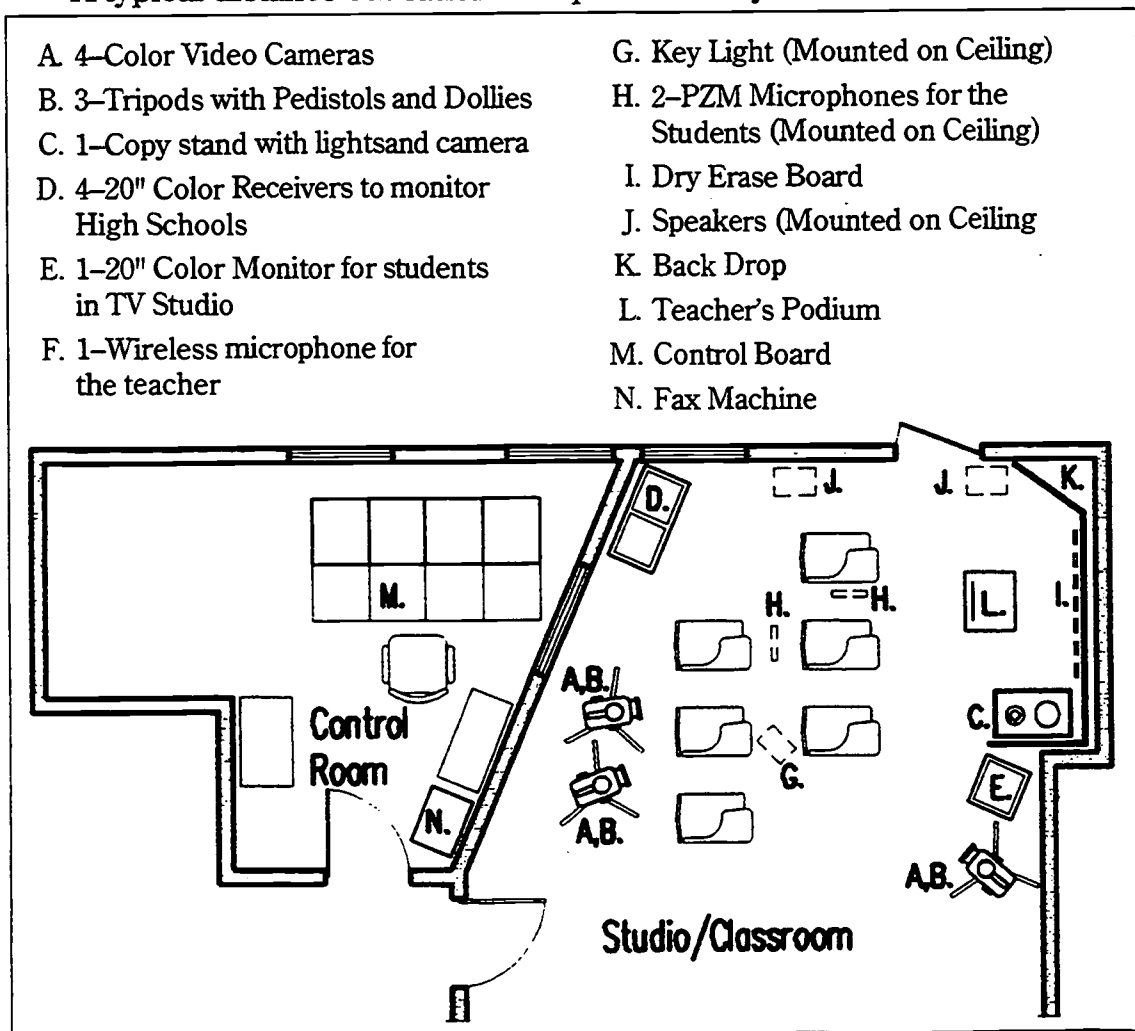 A. 4–Color Video Cameras
B. 3–Tripods with Pedistols and Dollies
C. 1–Copy stand with lightsand camera
D. 4–20" Color Receivers to monitor
High Schools
E. 1–20" Color Monitor for students
in TV Studio
F. 1–Wireless microphone for
the teacher
G. Key Light (Mounted on Ceiling)
H. 2–PZM Microphones for the
Students (Mounted on Ceiling)
I. Dry Erase Board
J. Speakers (Mounted on Ceiling
K. Back Drop
L. Teacher's Podium
M. Control Board
N. Fax Machine
D.
J.
J.
K.
M.
H.
H.
L.
I.
A,B.
C.
Control
Room
G.
E.
N.
A,B.
A,B.
Studio/Classroom